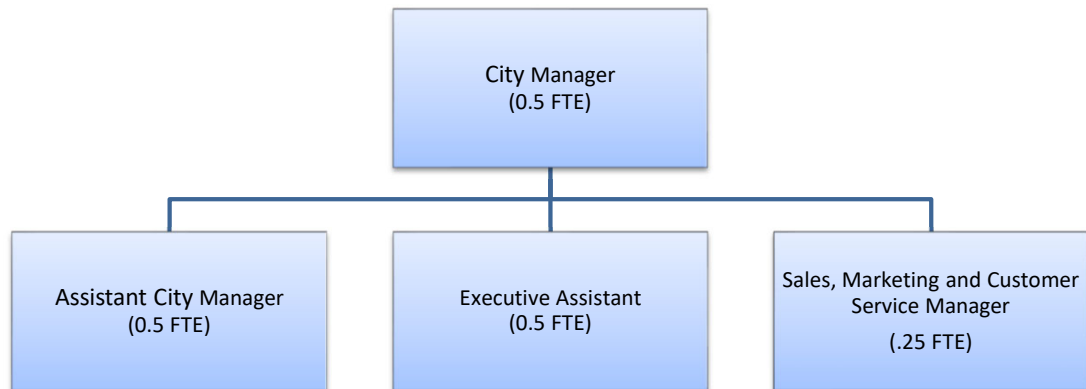 City Manager
(0.5 FTE)
Assistant City Manager
(0.5 FTE)
Executive Assistant
(0.5 FTE)
Sales, Marketing and Customer
Service Manager
(.25 FTE)